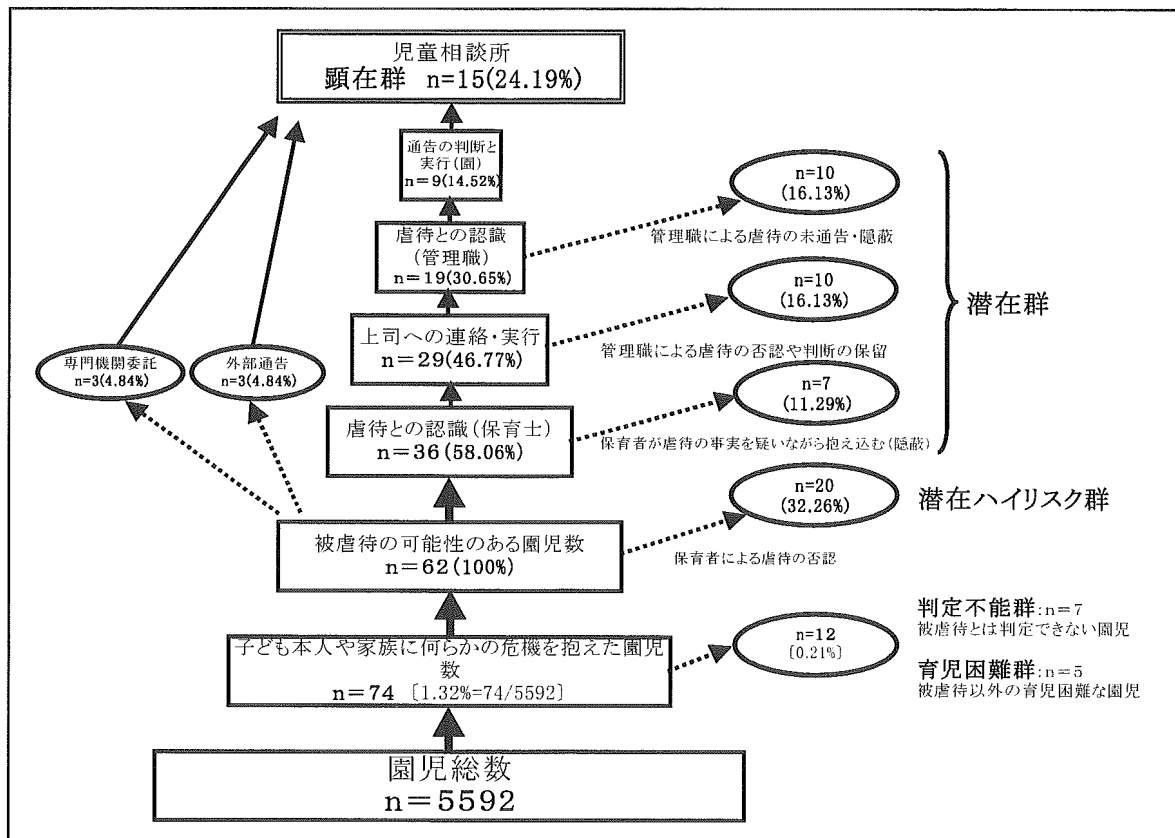 児童相談所
顕在群 n=15(24.19%)
通告の判断と
実行(園)
n=9(14.52%)
虐待との認識
(管理職)
n=19(30.65%)
n=10
(16.13%)
管理職による虐待の未通告・隠蔽
上司への連絡・実行
n=29(46.77%)
n=10
(16.13%)
管理職による虐待の否認や判断の保留
潜在群
専門機関委託
n=3(4.84%)
外部通告
n=3(4.84%)
虐待との認識(保育士)
n=36(58.06%)
n=7
(11.29%)
保育者が虐待の事実を疑いながら抱え込む(隠蔽)
被虐待の可能性のある園児数
n=62(100%)
n=20
(32.26%)
潜在ハイリスク群
保育者による虐待の否認
子ども本人や家族に何らかの危機を抱えた園児
数
n=74 [1.32%=74/5592]
n=12
[0.21%]
判定不能群:n=7
被虐待とは判定できない園児
育児困難群:n=5
被虐待以外の育児困難な園児
園児総数
n=5592